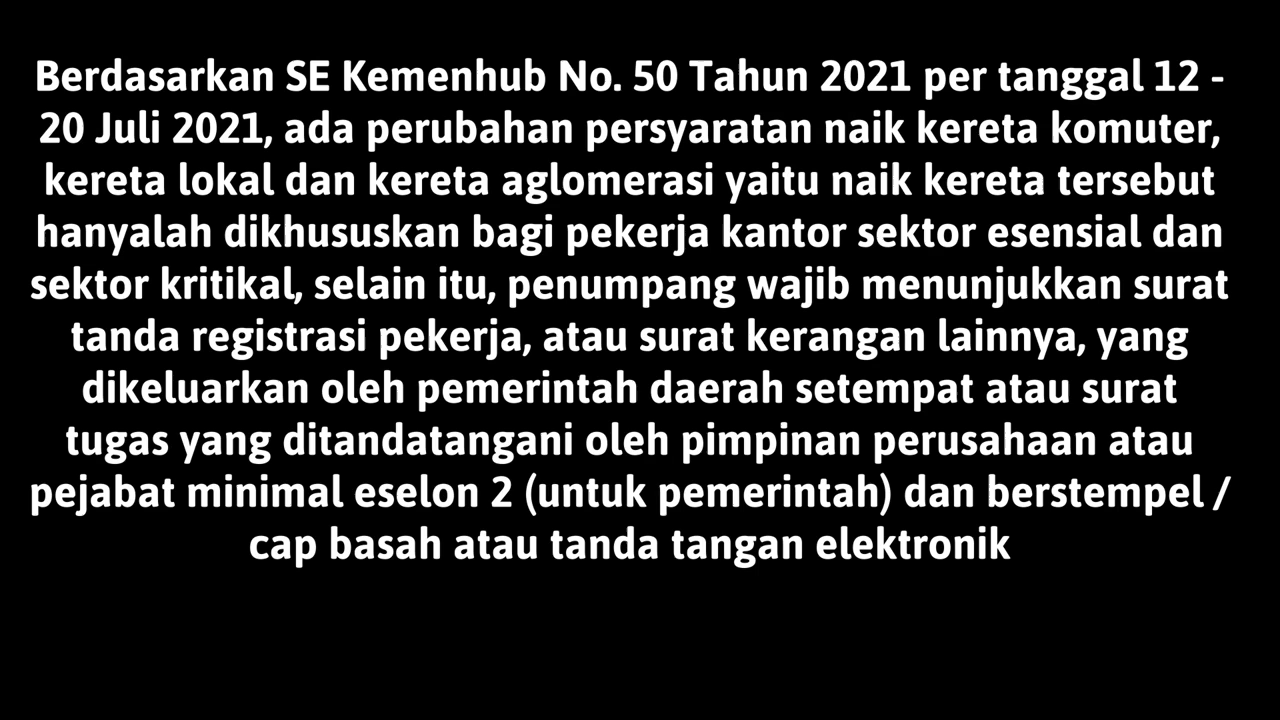 Berdasarkan SE Kemenhub No. 50 Tahun 2021 per tanggal 12 -
20 Juli 2021, ada perubahan persyaratan naik kereta komuter,
kereta lokal dan kereta aglomerasi yaitu naik kereta tersebut
hanyalah dikhususkan bagi pekerja kantor sektor esensial dan
sektor kritikal, selain itu, penumpang wajib menunjukkan surat
tanda registrasi pekerja, atau surat kerangan lainnya, yang
dikeluarkan oleh pemerintah daerah setempat atau surat
tugas yang ditandatangani oleh pimpinan perusahaan atau
pejabat minimal eselon 2 (untuk pemerintah) dan berstempel /
cap basah atau tanda tangan elektronik